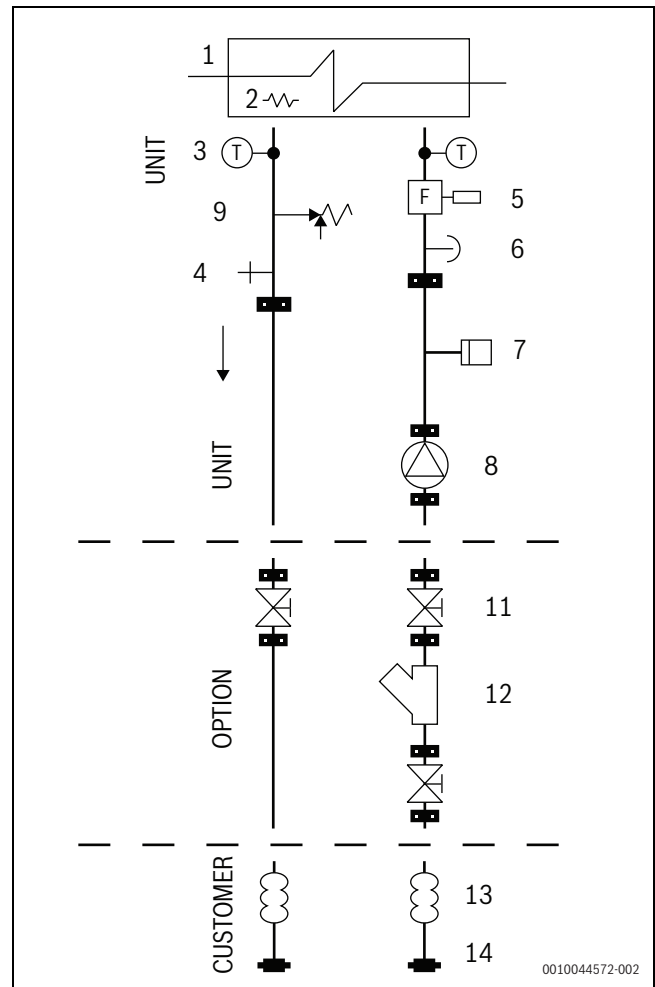 1
2
UNIT
3 T T
F 5
9
6
4
7
UNIT
8
11
OPTION
12
CUSTOMER
13
14
0010044572-002